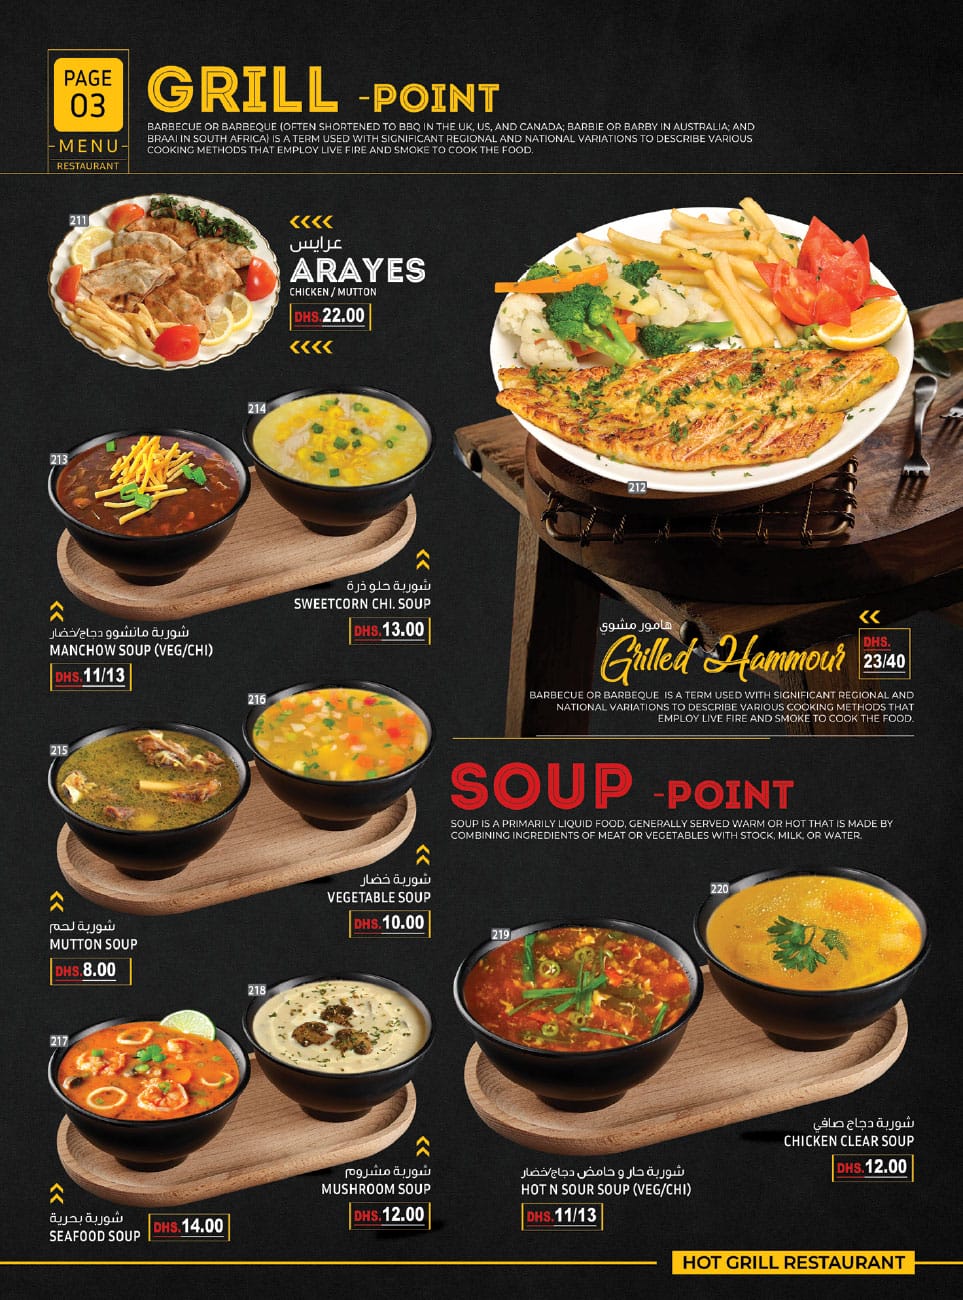 PAGE
03
MENU
RESTAURANT
GRILL -POINT
BARBECUE OR BARBEQUE (OFTEN SHORTENED TO BBQ IN THE UK, US, AND CANADA; BARBIE OR BARBY IN AUSTRALIA; AND
BRAAI IN SOUTH AFRICA) IS A TERM USED WITH SIGNIFICANT REGIONAL AND NATIONAL VARIATIONS TO DESCRIBE VARIOUS
COOKING METHODS THAT EMPLOY LIVE FIRE AND SMOKE TO COOK THE FOOD.
211
عرايس
ARAYES
CHICKEN / MUTTON
DHS.22.00
212
هامور مشوي
Grilled Hammour
DHS.
23/40
BARBECUE OR BARBEQUE IS A TERM USED WITH SIGNIFICANT REGIONAL AND
NATIONAL VARIATIONS TO DESCRIBE VARIOUS COOKING METHODS THAT
EMPLOY LIVE FIRE AND SMOKE TO COOK THE FOOD.
213
214
شوربة حلو ذرة
SWEETCORN CHI. SOUP
DHS.13.00
شوربة مانشوو دجاج/خضار
MANCHOW SOUP (VEG/CHI)
DHS.11/13
215
216
شوربة خضار
VEGETABLE SOUP
DHS.10.00
شوربة لحم
MUTTON SOUP
DHS.8.00
217
218
شوربة مشروم
MUSHROOM SOUP
DHS.12.00
شوربة بحرية
SEAFOOD SOUP
DHS.14.00
SOUP -POINT
SOUP IS A PRIMARILY LIQUID FOOD, GENERALLY SERVED WARM OR HOT THAT IS MADE BY
COMBINING INGREDIENTS OF MEAT OR VEGETABLES WITH STOCK, MILK, OR WATER.
219
220
شوربة دجاج صافي
CHICKEN CLEAR SOUP
DHS.12.00
شوربة حار و حامض دجاج/خضار
HOT N SOUR SOUP (VEG/CHI)
DHS.11/13
HOT GRILL RESTAURANT